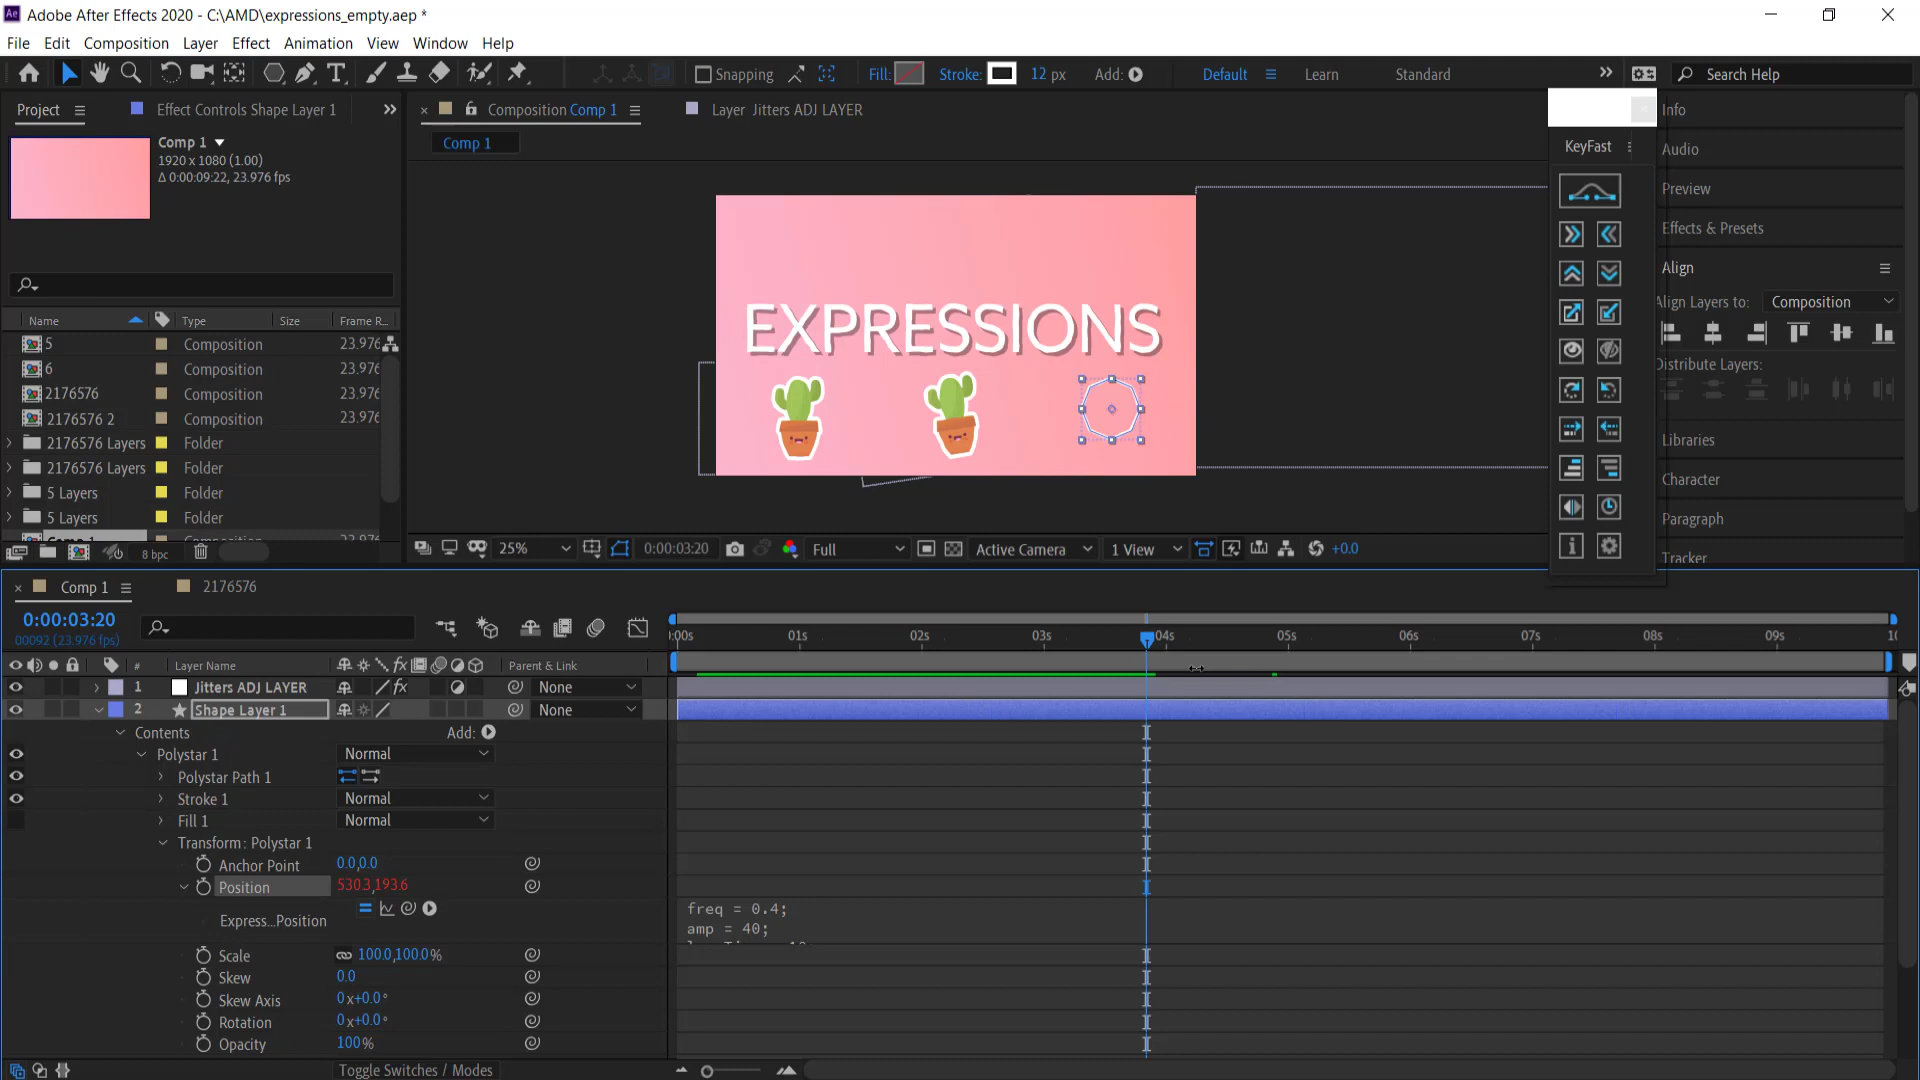 Adobe After Effects 2020 - C:\AMD\expressions_empty.aep *
File Edit Composition Layer Effect Animation View Window Help
Snapping Fill: Stroke: 12 px Add: Default Learn Standard Search Help
Project Effect Controls Shape Layer 1 Composition Comp 1 Layer Jitters ADJ LAYER Info
Comp 1
1920 x 1080 (1.00)
Δ 0:00:09:22, 23.976 fps
Comp 1
KeyFast
Audio
Preview
Effects & Presets
Align
Align Layers to: Composition
Distribute Layers:
Libraries
Character
Paragraph
Tracker
EXPRESSIONS
Name Type Size Frame R...
5 Composition 23.976
6 Composition 23.976
2176576 Composition 23.976
2176576 2 Composition 23.976
2176576 Layers Folder
2176576 Layers Folder
5 Layers Folder
5 Layers Folder
8 bpc
25% 0:00:03:20 Full Active Camera 1 View +0.0
Comp 1 2176576
0:00:03:20
00092 (23.976 fps)
:00s 01s 02s 03s 04s 05s 06s 07s 08s 09s 10
# Layer Name fx Parent & Link
1 Jitters ADJ LAYER fx None
2 Shape Layer 1 None
Contents Add:
Polystar 1 Normal
Polystar Path 1
Stroke 1 Normal
Fill 1 Normal
Transform: Polystar 1
Anchor Point 0.0,0.0
Position 530.3,193.6
Express...Position
freq = 0.4;
amp = 40;
Scale 100.0,100.0%
Skew 0.0
Skew Axis 0x+0.0°
Rotation 0x+0.0°
Opacity 100%
Toggle Switches / Modes